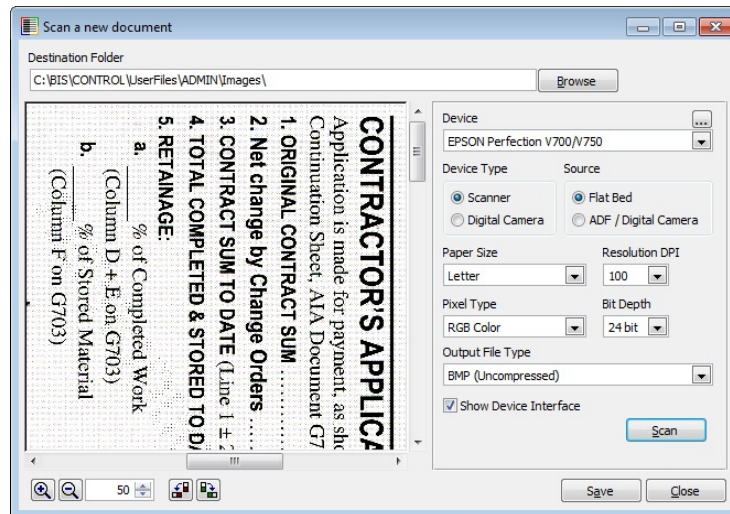 Scan a new document
Destination Folder
C:\BIS\CONTROL\UserFiles\ADMIN\Images\
Browse
CONTRACTOR'S APPLICA
Application is made for payment, as sho
Continuation Sheet, AIA Document G7
1. ORIGINAL CONTRACT SUM ............
2. Net change by Change Orders .....
3. CONTRACT SUM TO DATE (Line 1 ± 2
4. TOTAL COMPLETED & STORED TO DA
5. RETAINAGE:
a. ______ % of Completed Work
(Column D + E on G703)
b. ______ % of Stored Material
(Column F on G703)
Device
...
EPSON Perfection V700/V750
Device Type
Source
Scanner
Flat Bed
Digital Camera
ADF / Digital Camera
Paper Size
Resolution DPI
Letter
100
Pixel Type
Bit Depth
RGB Color
24 bit
Output File Type
BMP (Uncompressed)
Show Device Interface
Scan
50
Save
Close